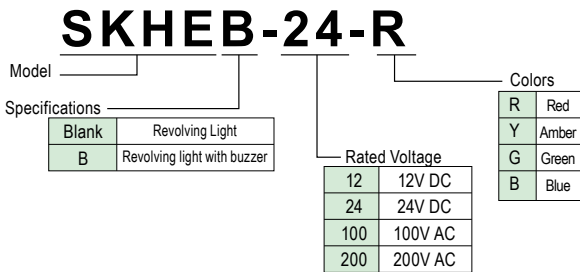 SKHEB-24-R
Model
Specifications
Blank Revolving Light
B Revolving light with buzzer
Rated Voltage
12 12V DC
24 24V DC
100 100V AC
200 200V AC
Colors
R Red
Y Amber
G Green
B Blue